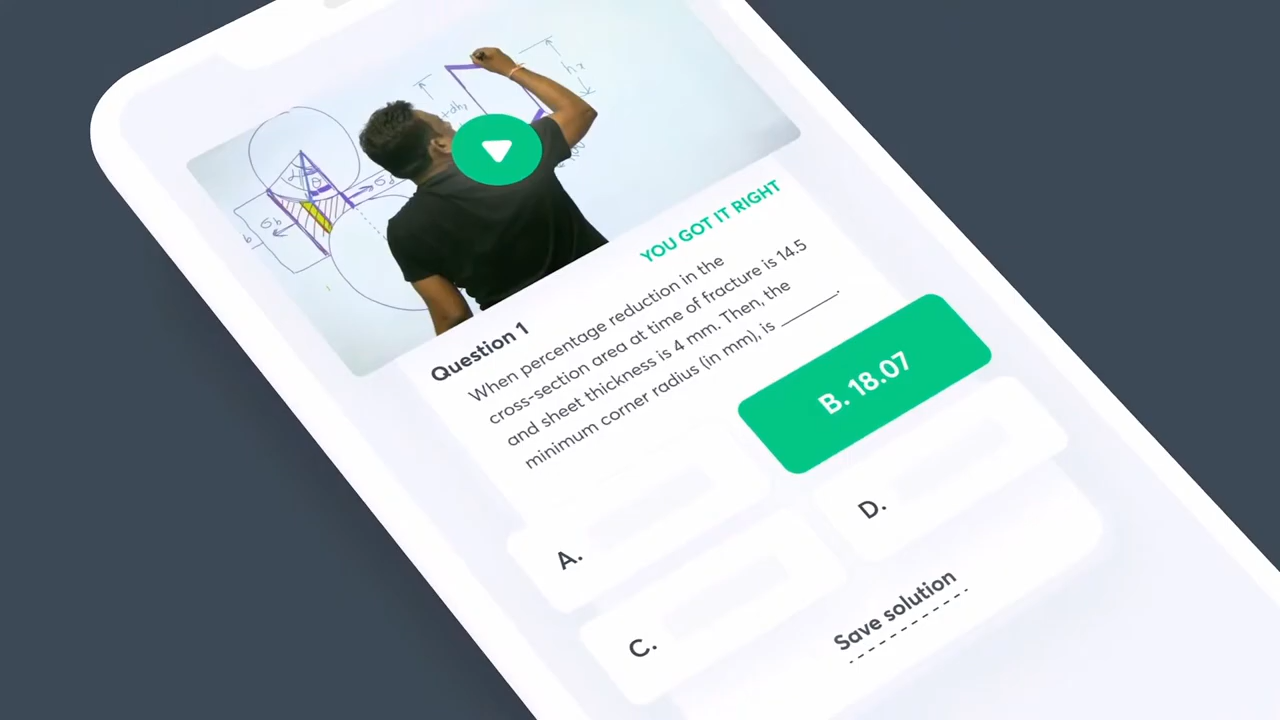 hx
+dhx
YOU GOT IT RIGHT
Question 1
When percentage reduction in the
cross-section area at time of fracture is 14.5
and sheet thickness is 4 mm. Then, the
minimum corner radius (in mm), is ______.
A.
B. 18.07
C.
D.
Save solution